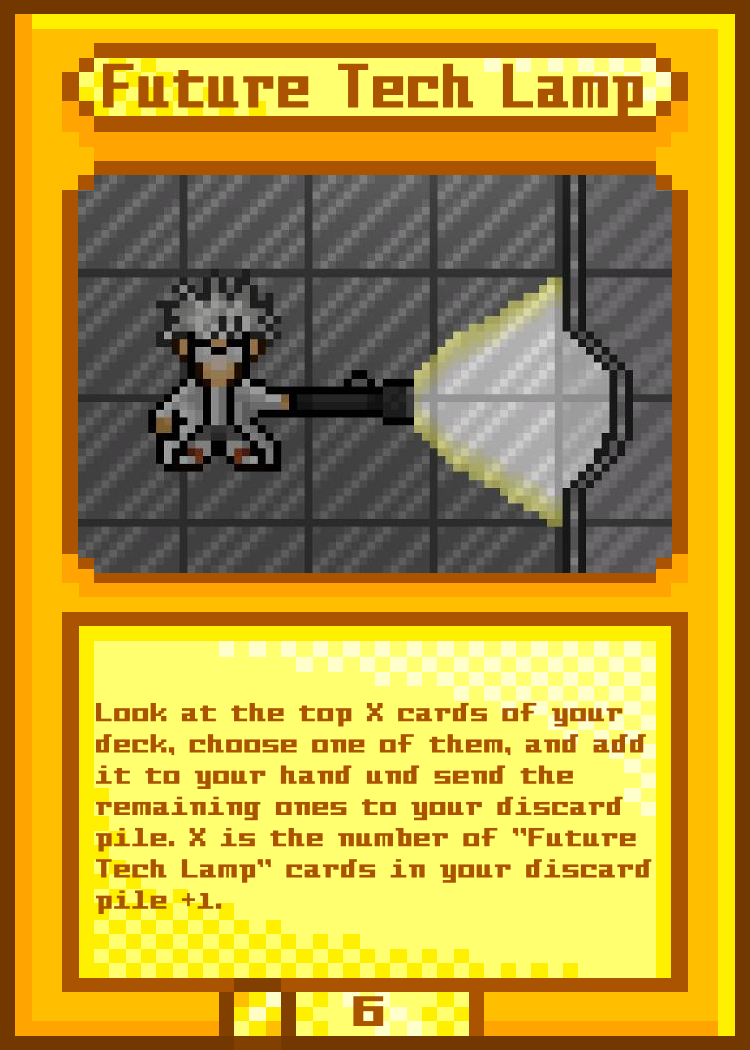 Future Tech Lamp
Look at the top X cards of your
deck, choose one of them, and add
it to your hand und send the
remaining ones to your discard
pile. X is the number of "Future
Tech Lamp" cards in your discard
pile +1.
6